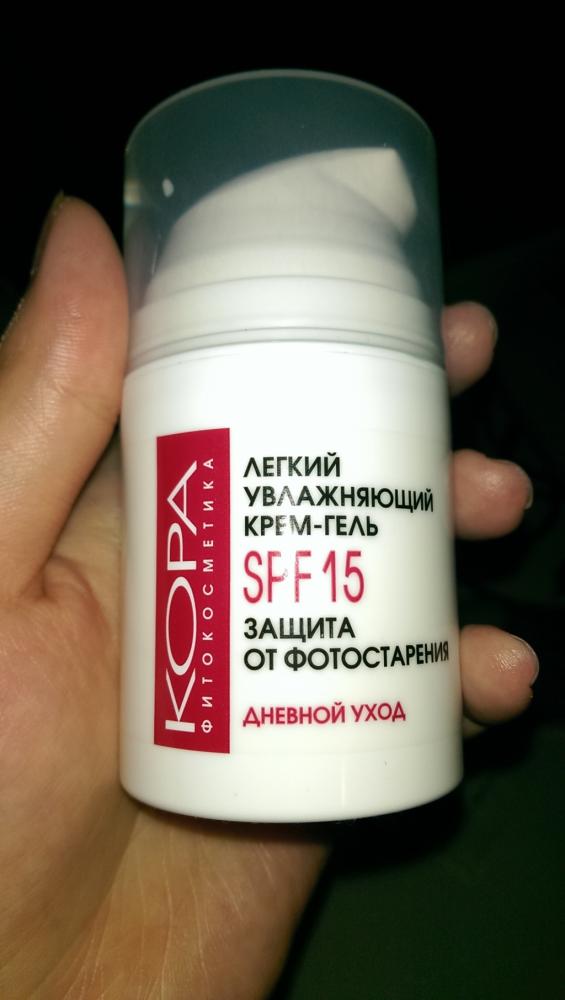 КОРА
ФИТОКОСМЕТИКА
ЛЕГКИЙ
УВЛАЖНЯЮЩИЙ
КРЕМ-ГЕЛЬ
SPF 15
ЗАЩИТА
ОТ ФОТОСТАРЕНИЯ
ДНЕВНОЙ УХОД